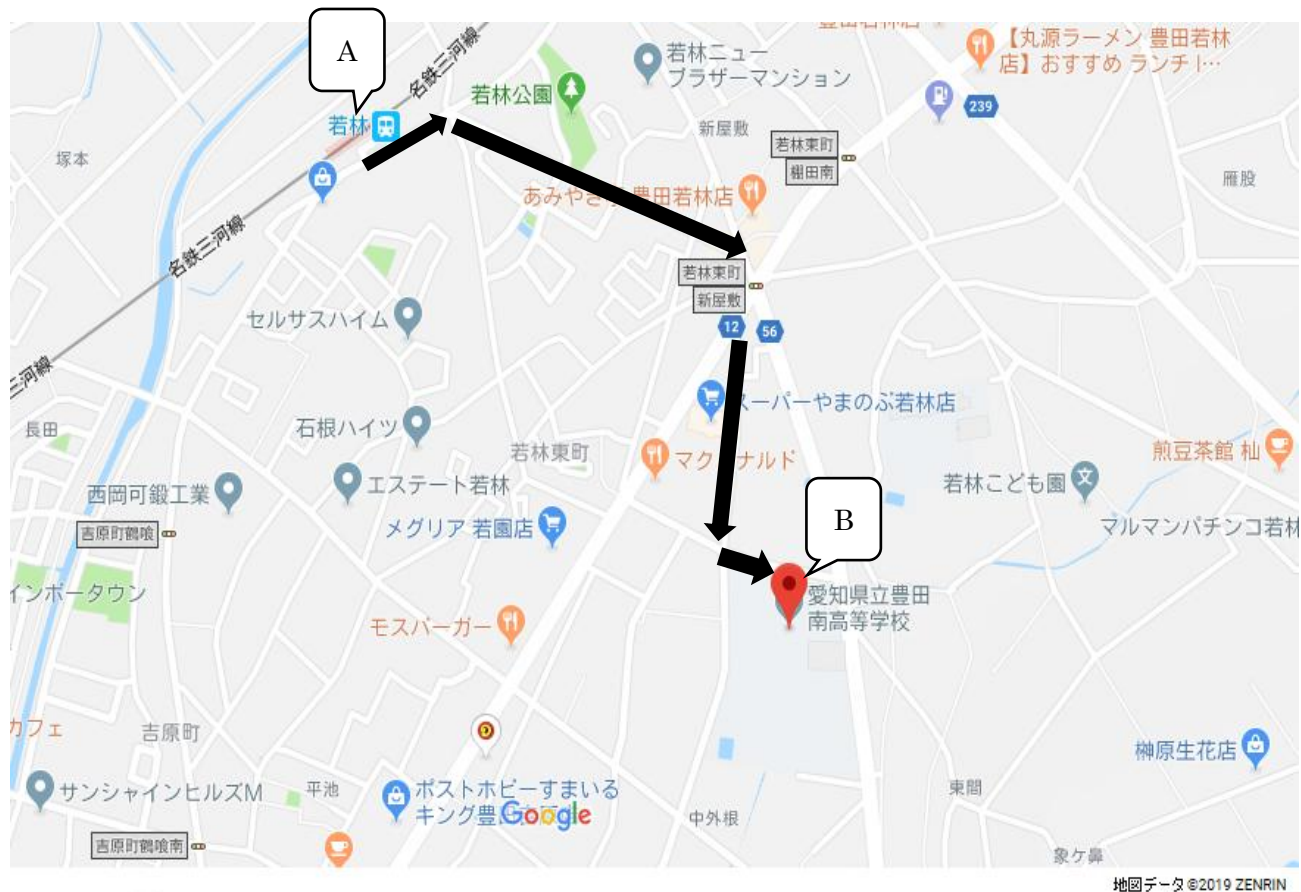 A
名鉄三河線
若林
若林公園
若林ニュー
ブラザーマンション
【丸源ラーメン 豊田若林
店】おすすめ ランチ |…
239
新屋敷
若林東町
棚田南
塚本
雁股
豊田若林店
名鉄三河線
若林東町
新屋敷
12
56
セルサスハイム
三河線
スーパーやまのぶ若林店
長田
石根ハイツ
若林東町
煎豆茶館 杣
西岡可鍛工業
エステート若林
若林こども園
文
吉原町鶴喰
メグリア 若園店
B
マルマンパチンコ若林
インボータウン
愛知県立豊田
南高等学校
モスバーガー
カフェ
吉原町
榊原生花店
サンシャインヒルズM
平池
ポストホビーすまいる
キング豊
Google
東間
中外根
吉原町鶴喰南
象ケ鼻
地図データ ©2019 ZENRIN